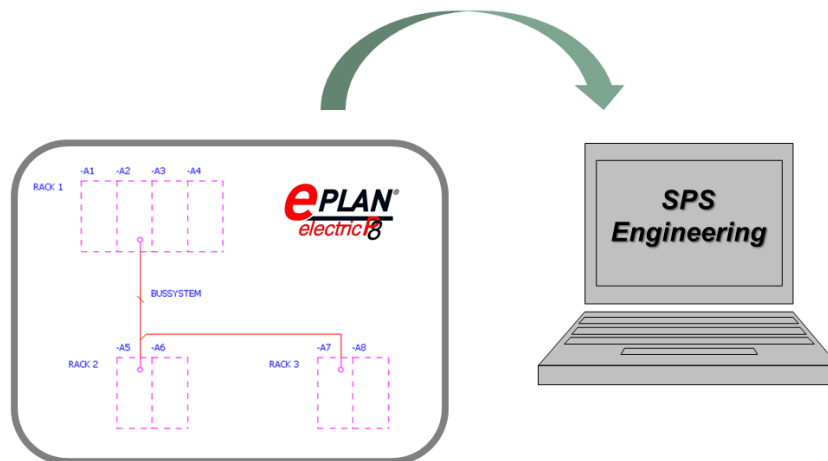 -A1 -A2 -A3 -A4
RACK 1
ePLAN®
electric P8
BUSSYSTEM
-A5 -A6
RACK 2
-A7 -A8
RACK 3
SPS
Engineering